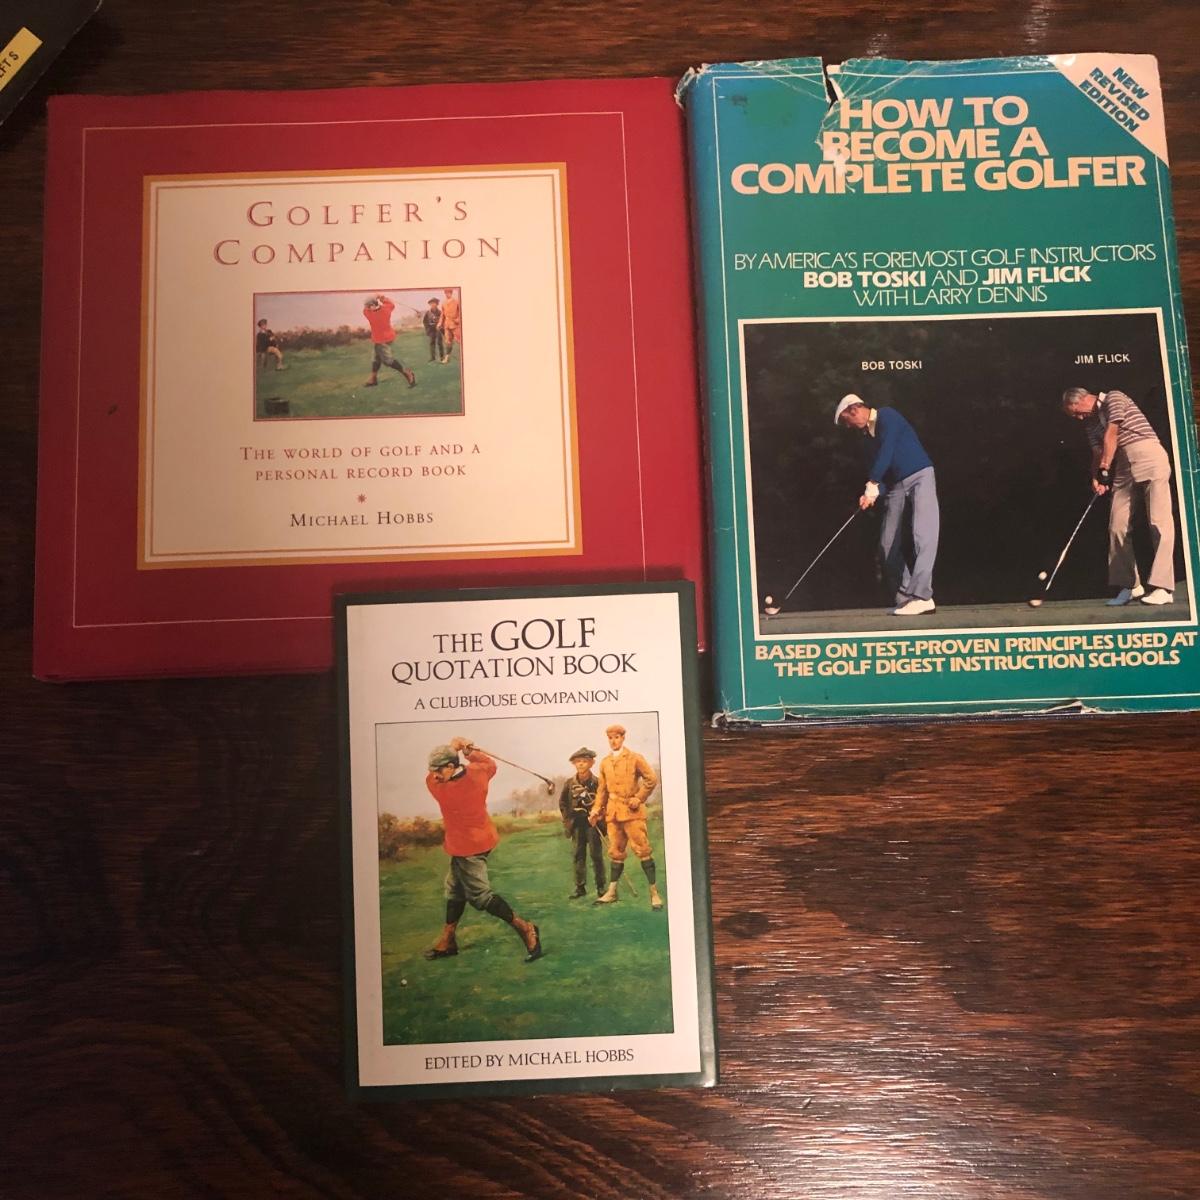 GOLFER'S
COMPANION
THE WORLD OF GOLF AND A
PERSONAL RECORD BOOK
MICHAEL HOBBS
NEW
REVISED
EDITION
HOW TO
BECOME A
COMPLETE GOLFER
BY AMERICA'S FOREMOST GOLF INSTRUCTORS
BOB TOSKI AND JIM FLICK
WITH LARRY DENNIS
BOB TOSKI
JIM FLICK
BASED ON TEST-PROVEN PRINCIPLES USED AT
THE GOLF DIGEST INSTRUCTION SCHOOLS
THE GOLF
QUOTATION BOOK
A CLUBHOUSE COMPANION
EDITED BY MICHAEL HOBBS